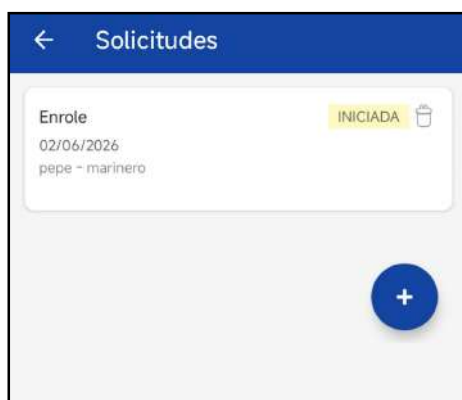 Solicitudes
Enrole INICIADA
02/06/2026
pepe - marinero
+